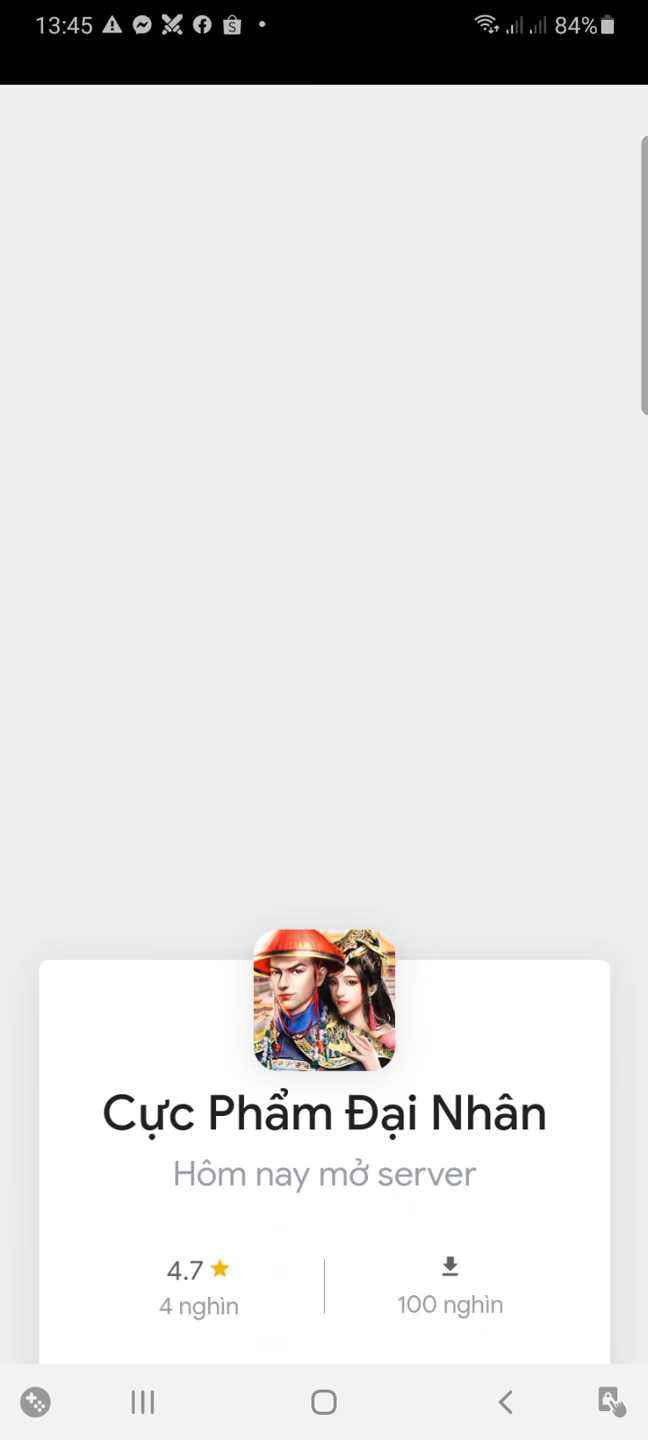 13:45
84%
Cực Phẩm Đại Nhân
Hôm nay mở server
4.7
4 nghìn
100 nghìn